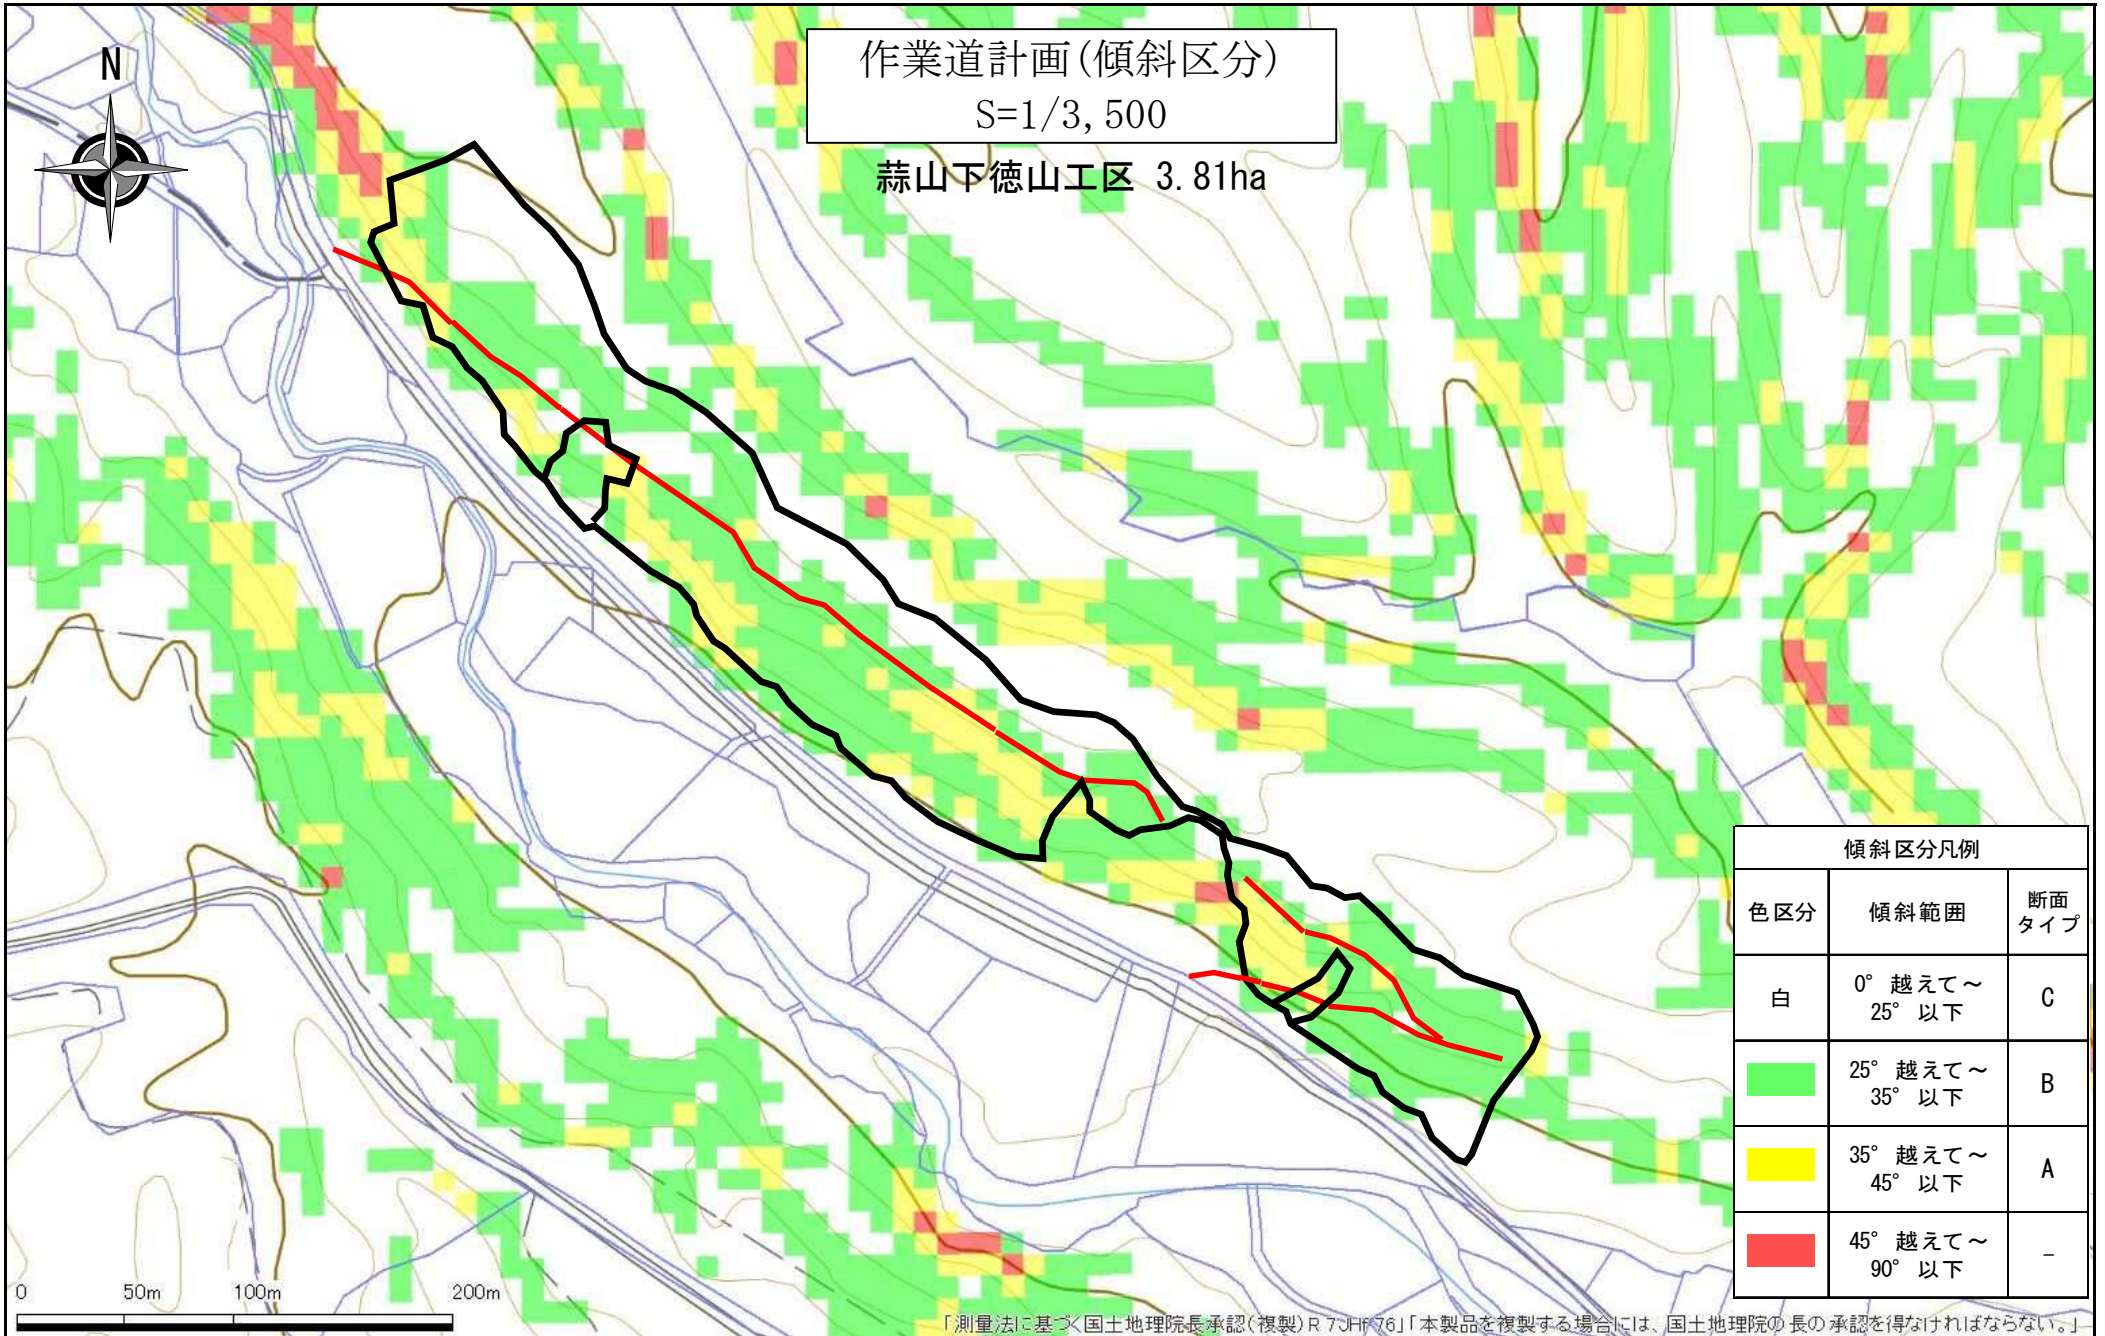 作業道計画(傾斜区分)
S=1/3,500
蒜山下徳山工区 3.81ha
N
傾斜区分凡例
色区分 傾斜範囲 断面タイプ
白 0° 越えて～ 25° 以下 C
25° 越えて～ 35° 以下 B
35° 越えて～ 45° 以下 A
45° 越えて～ 90° 以下 -
0 50m 100m 200m
「測量法に基づく国土地理院長承認(複製)R 7JHf 76」「本製品を複製する場合には、国土地理院の長の承認を得なければならない。」